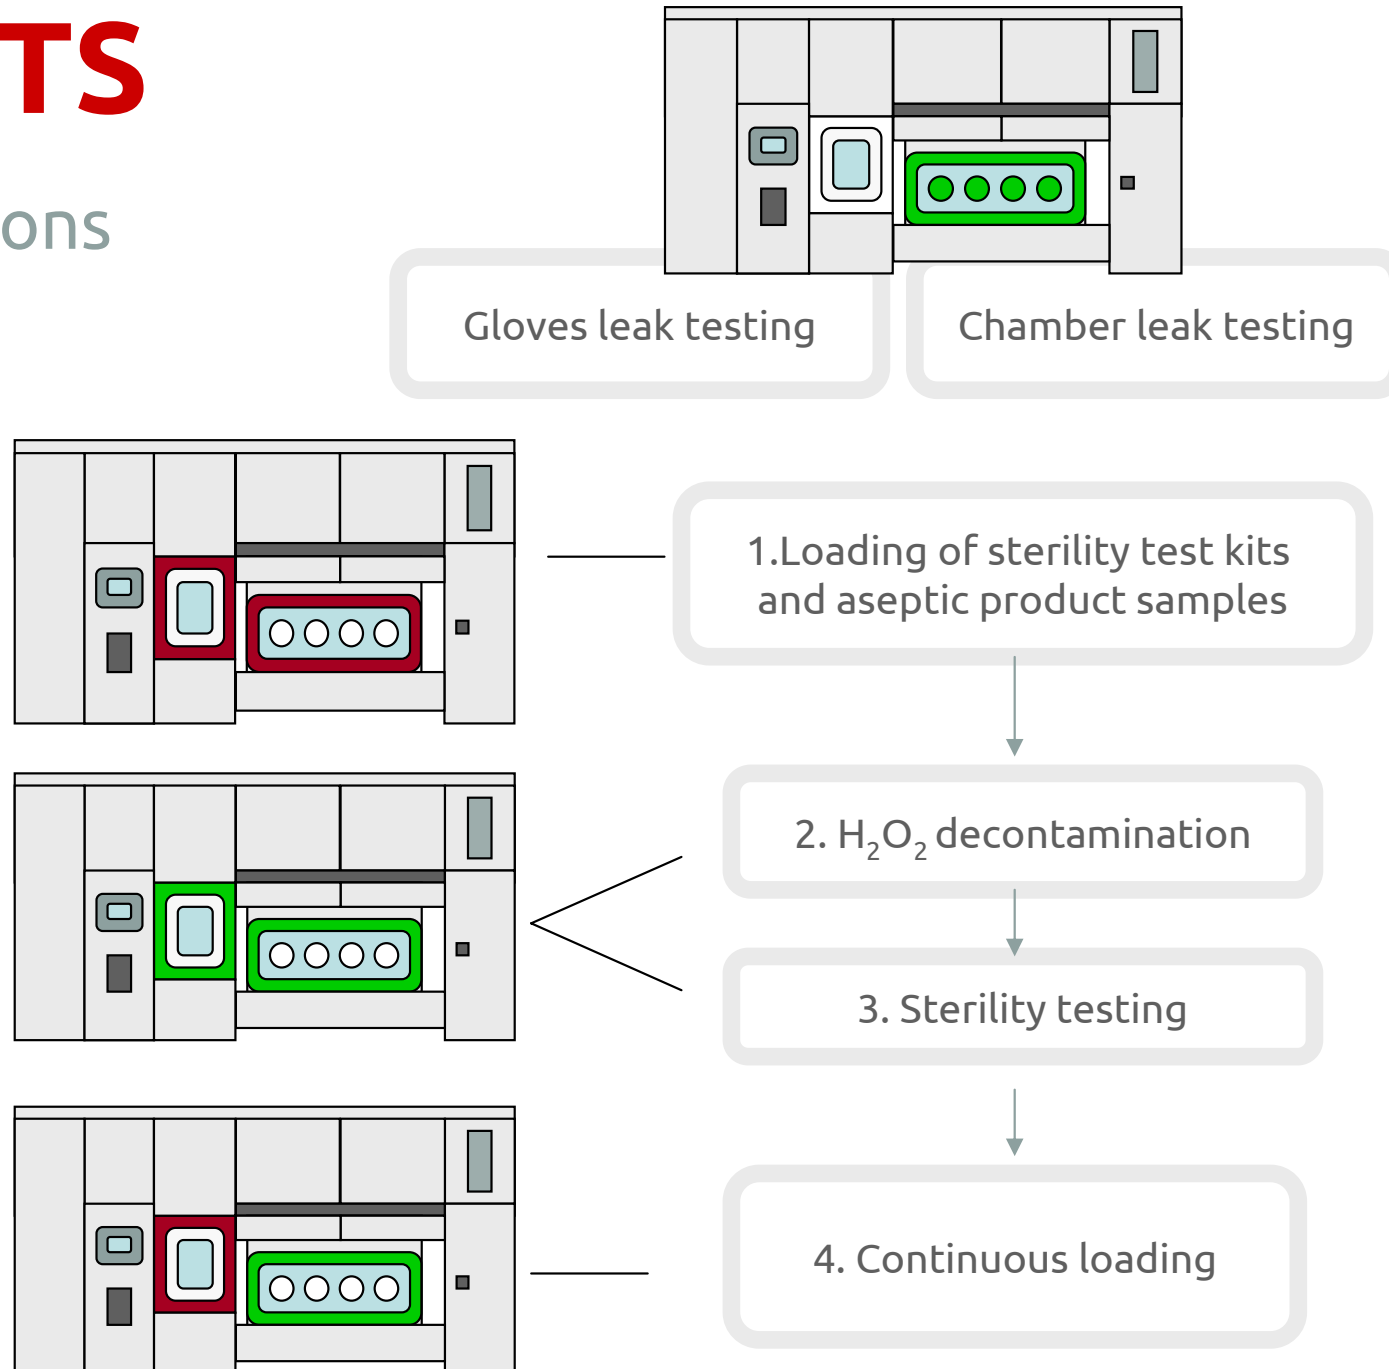 TS
ons
Gloves leak testing
Chamber leak testing
1.Loading of sterility test kits
and aseptic product samples
2. H₂O₂ decontamination
3. Sterility testing
4. Continuous loading